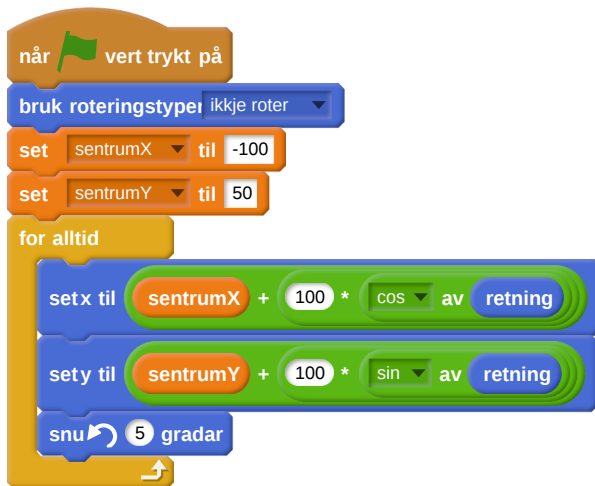 når vert trykt på
bruk roteringstypen ikkje roter
set sentrumX til -100
set sentrumY til 50
for alltid
set x til sentrumX + 100 * cos av retning
set y til sentrumY + 100 * sin av retning
snu 5 gradar